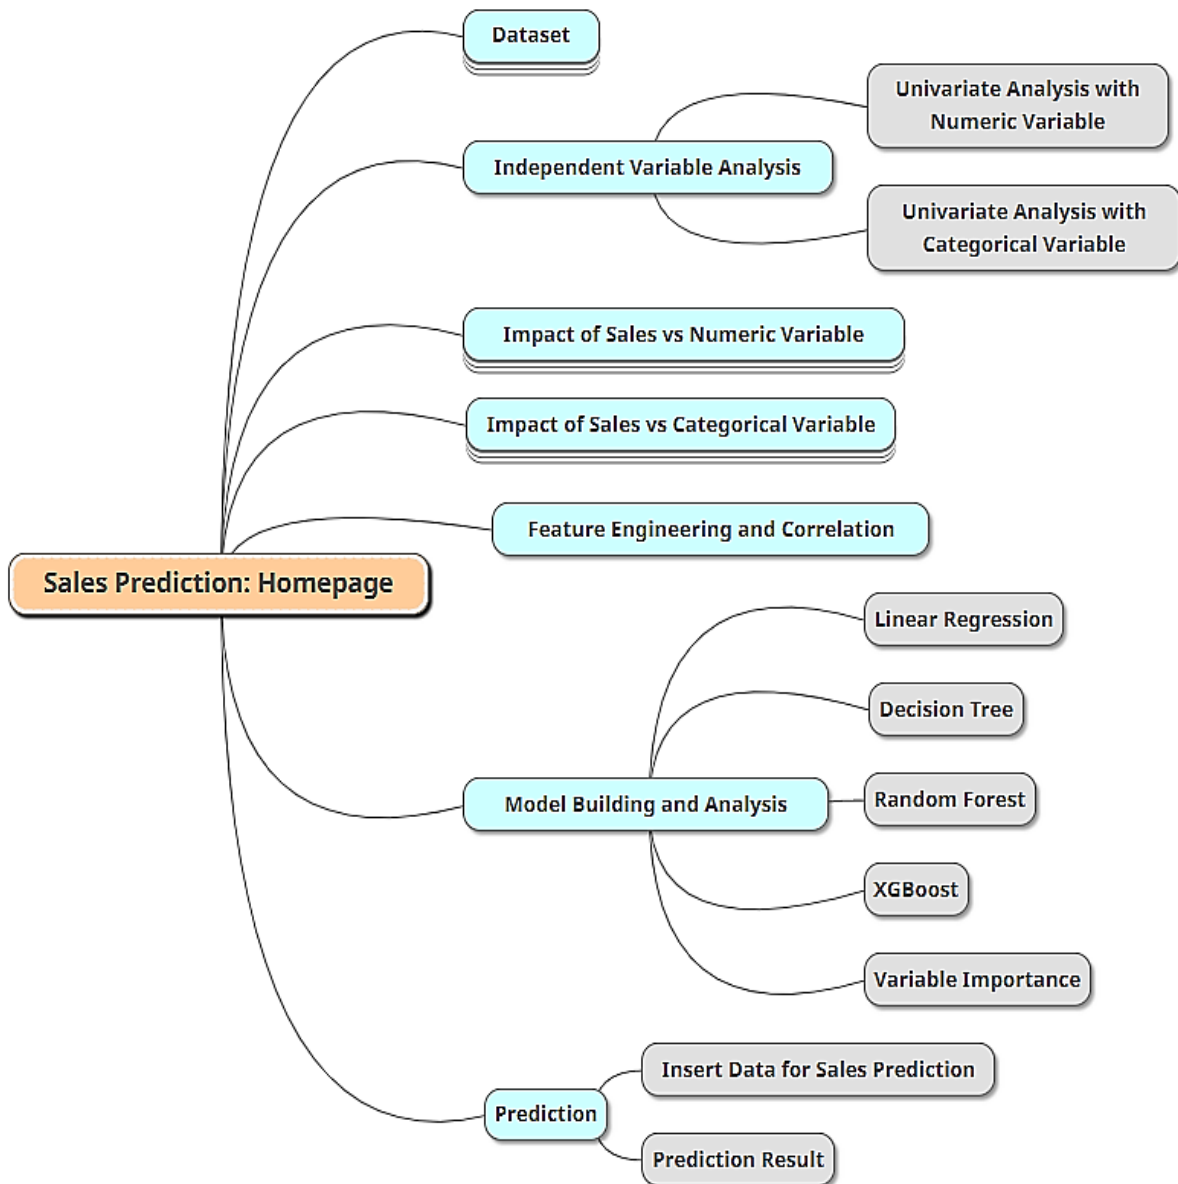 Dataset
Univariate Analysis with
Numeric Variable
Independent Variable Analysis
Univariate Analysis with
Categorical Variable
Impact of Sales vs Numeric Variable
Impact of Sales vs Categorical Variable
Feature Engineering and Correlation
Sales Prediction: Homepage
Linear Regression
Decision Tree
Model Building and Analysis
Random Forest
XGBoost
Variable Importance
Insert Data for Sales Prediction
Prediction
Prediction Result